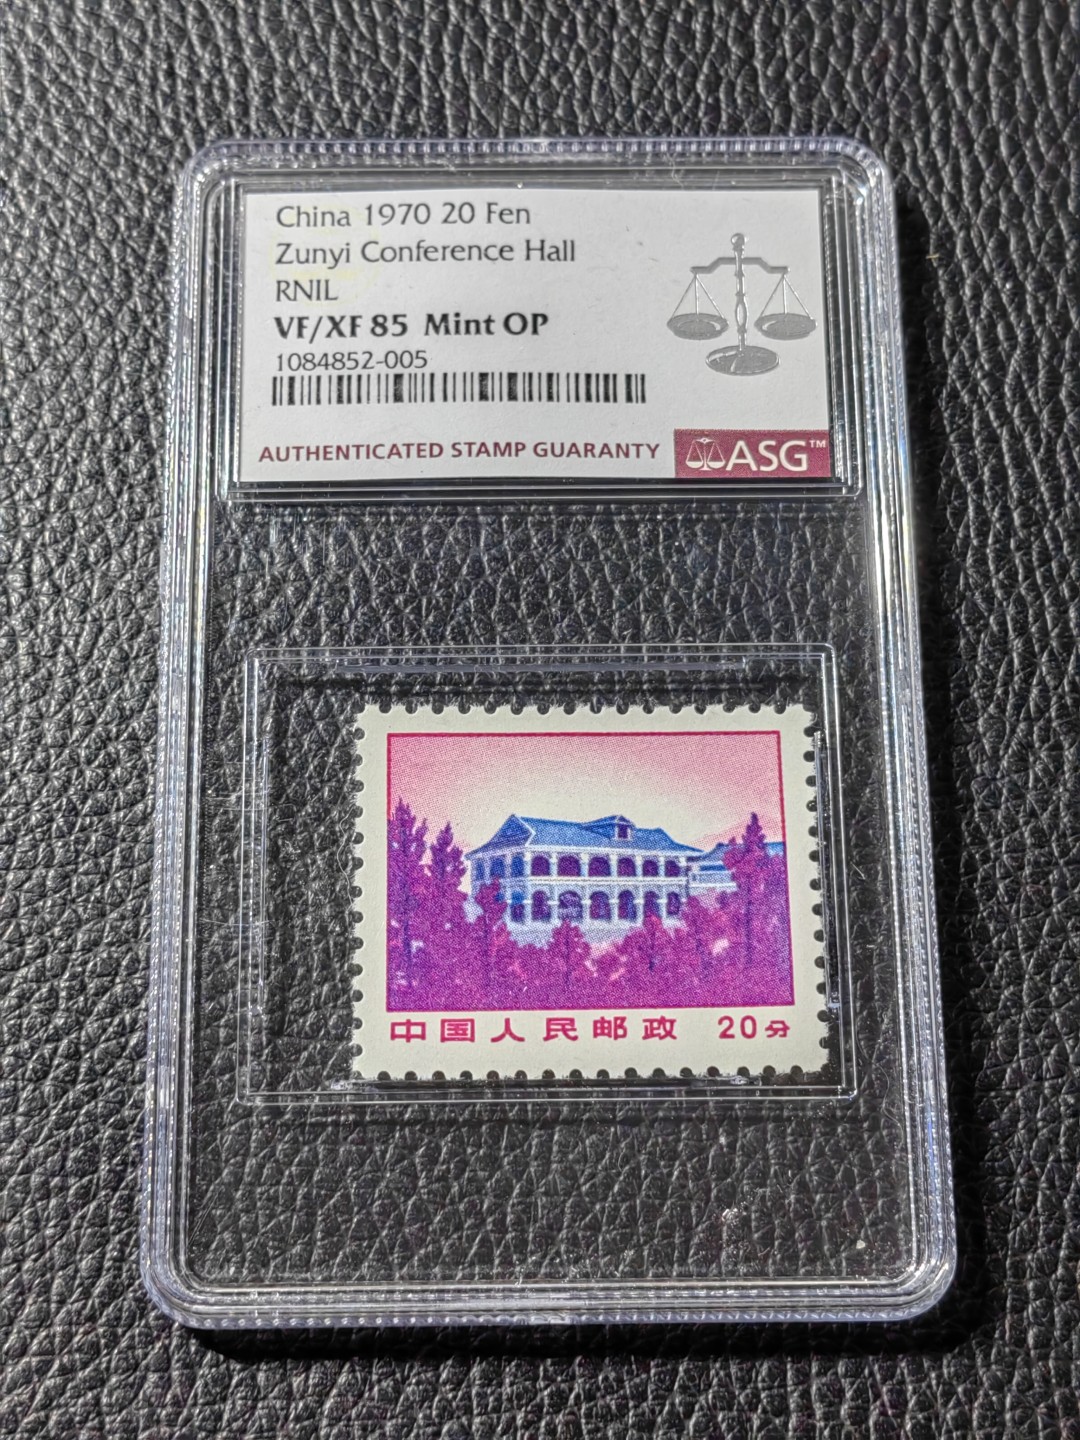 China 1970 20 Fen
Zunyi Conference Hall
RNIL
VF/XF 85 Mint OP
1084852-005
AUTHENTICATED STAMP GUARANTY
ASG™
中国人民邮政 20分